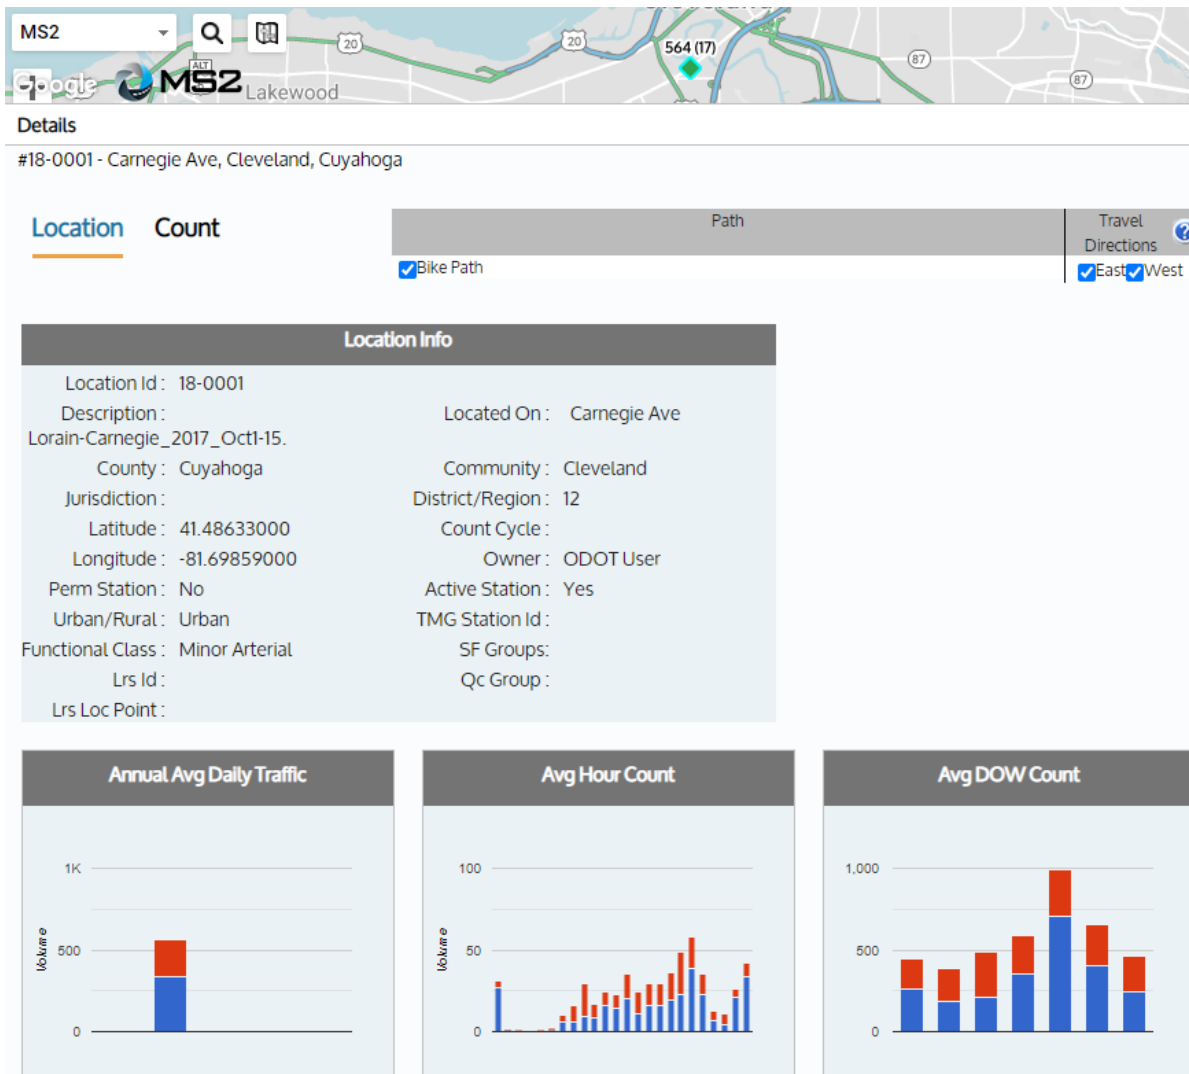 MS2
20
20
564 (17)
87
87
ALT
Google
MS2
Lakewood
Details
#18-0001 - Carnegie Ave, Cleveland, Cuyahoga
Location Count
Path
Travel Directions
?
Bike Path
East West
Location Info
Location Id : 18-0001
Description : Located On : Carnegie Ave
Lorain-Carnegie_2017_Oct1-15.
County : Cuyahoga Community : Cleveland
Jurisdiction : District/Region : 12
Latitude : 41.48633000 Count Cycle :
Longitude : -81.69859000 Owner : ODOT User
Perm Station : No Active Station : Yes
Urban/Rural : Urban TMG Station Id :
Functional Class : Minor Arterial SF Groups:
Lrs Id : Qc Group :
Lrs Loc Point :
Annual Avg Daily Traffic
1K
500
0
Volume
Avg Hour Count
100
50
0
Volume
Avg DOW Count
1,000
500
0